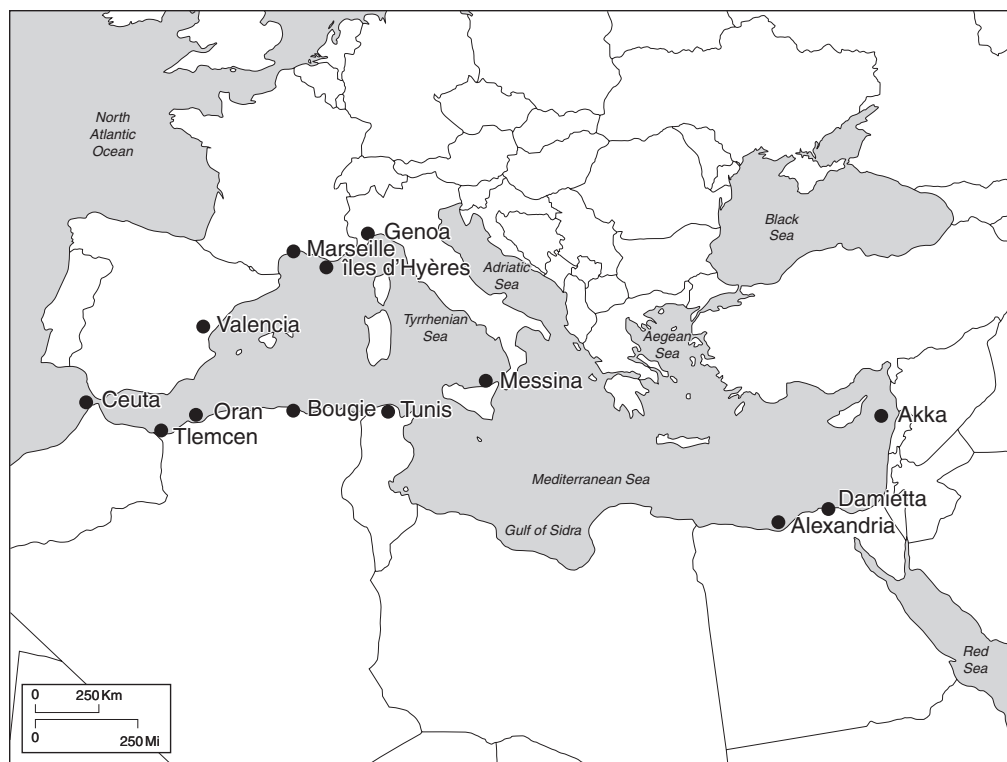 North
Atlantic
Ocean
Black
Sea
Genoa
Marseille
îles d'Hyères
Adriatic
Sea
Valencia
Tyrrhenian
Sea
Aegean
Sea
Messina
Ceuta
Oran
Bougie
Tunis
Tlemcen
Akka
Mediterranean Sea
Damietta
Alexandria
Gulf of Sidra
Red
Sea
0 250 Km
0 250 Mi